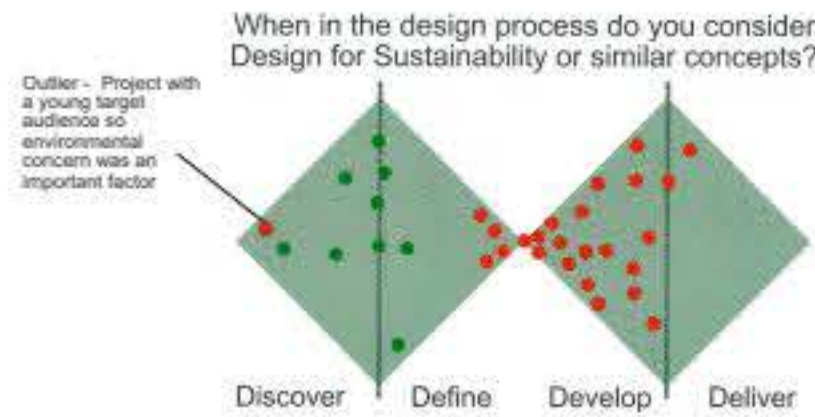 When in the design process do you consider
Design for Sustainability or similar concepts?
Outlier - Project with
a young target
audience so
environmental
concern was an
important factor
Discover
Define
Develop
Deliver